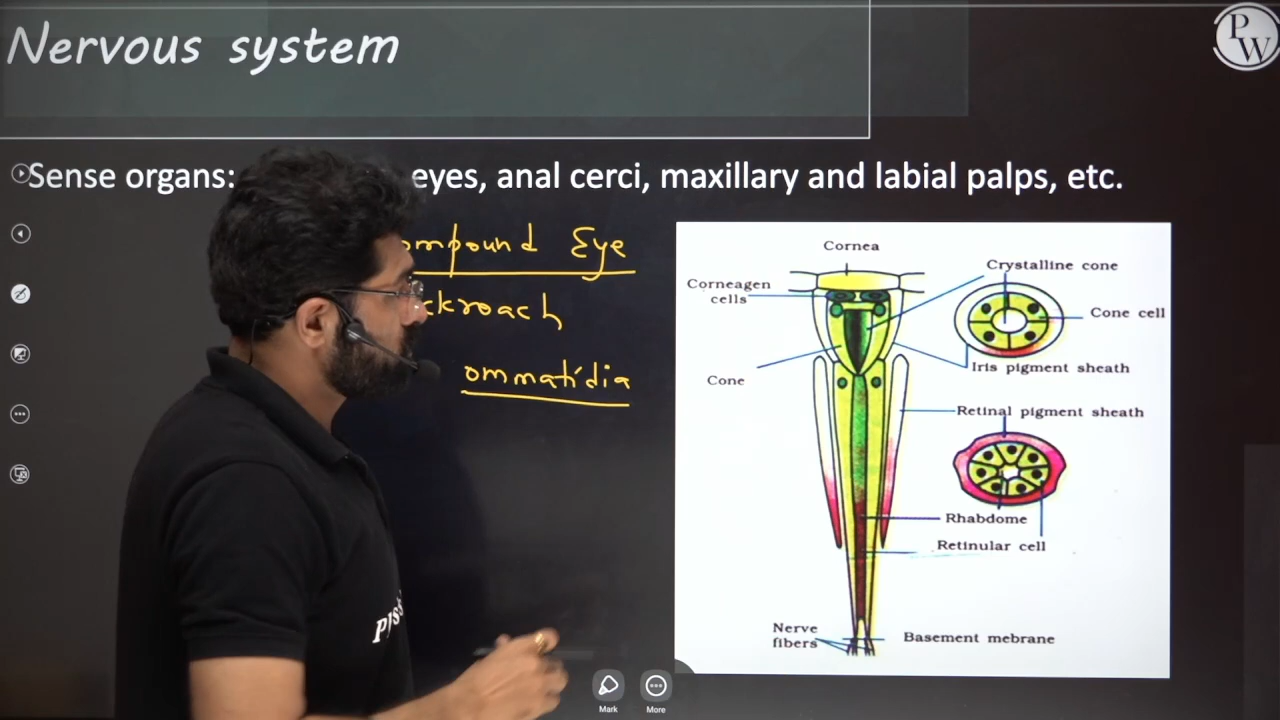 Nervous system
PW
Sense organs: eyes, anal cerci, maxillary and labial palps, etc.
ompound Eye
ckroach
ommatidia
Cornea
Crystalline cone
Corneagen cells
Cone cell
Iris pigment sheath
Cone
Retinal pigment sheath
Rhabdome
Retinular cell
Nerve fibers
Basement mebrane
Mark
More